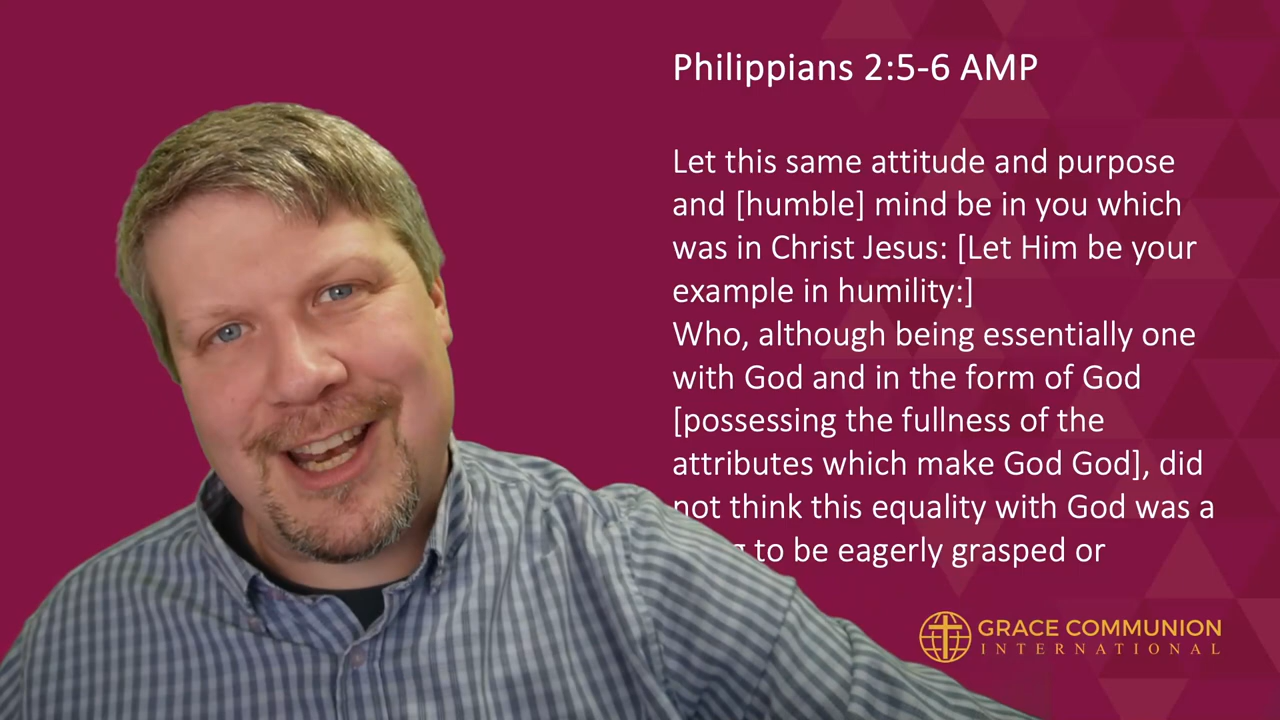 Philippians 2:5-6 AMP
Let this same attitude and purpose
and [humble] mind be in you which
was in Christ Jesus: [Let Him be your
example in humility:]
Who, although being essentially one
with God and in the form of God
[possessing the fullness of the
attributes which make God God], did
not think this equality with God was a
to be eagerly grasped or
GRACE COMMUNION
INTERNATIONAL